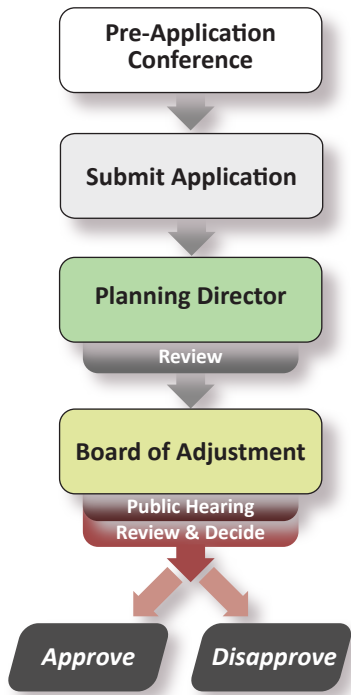 Pre-Application
Conference
Submit Application
Planning Director
Review
Board of Adjustment
Public Hearing
Review & Decide
Approve
Disapprove